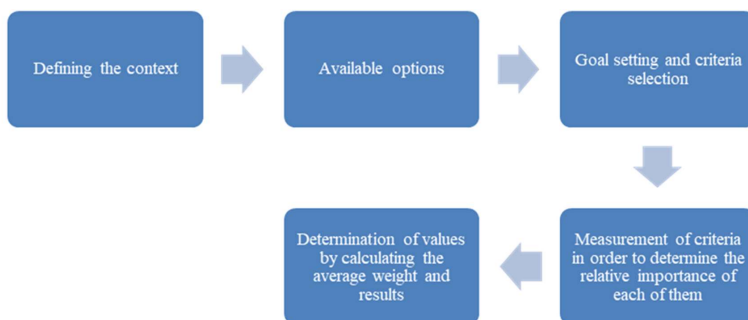 Defining the context
Available options
Goal setting and criteria
selection
Measurement of criteria
in order to determine the
relative importance of
each of them
Determination of values
by calculating the
average weight and
results